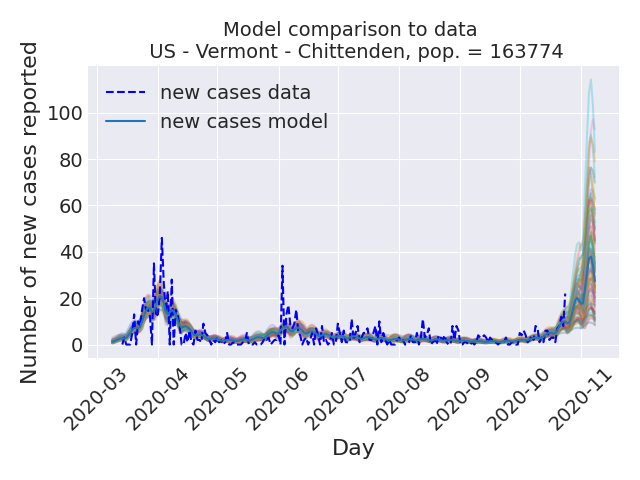 Model comparison to data
US - Vermont - Chittenden, pop. = 163774
Number of new cases reported
new cases data
new cases model
100
80
60
40
20
0
2020-03
2020-04
2020-05
2020-06
2020-07
2020-08
2020-09
2020-10
2020-11
Day